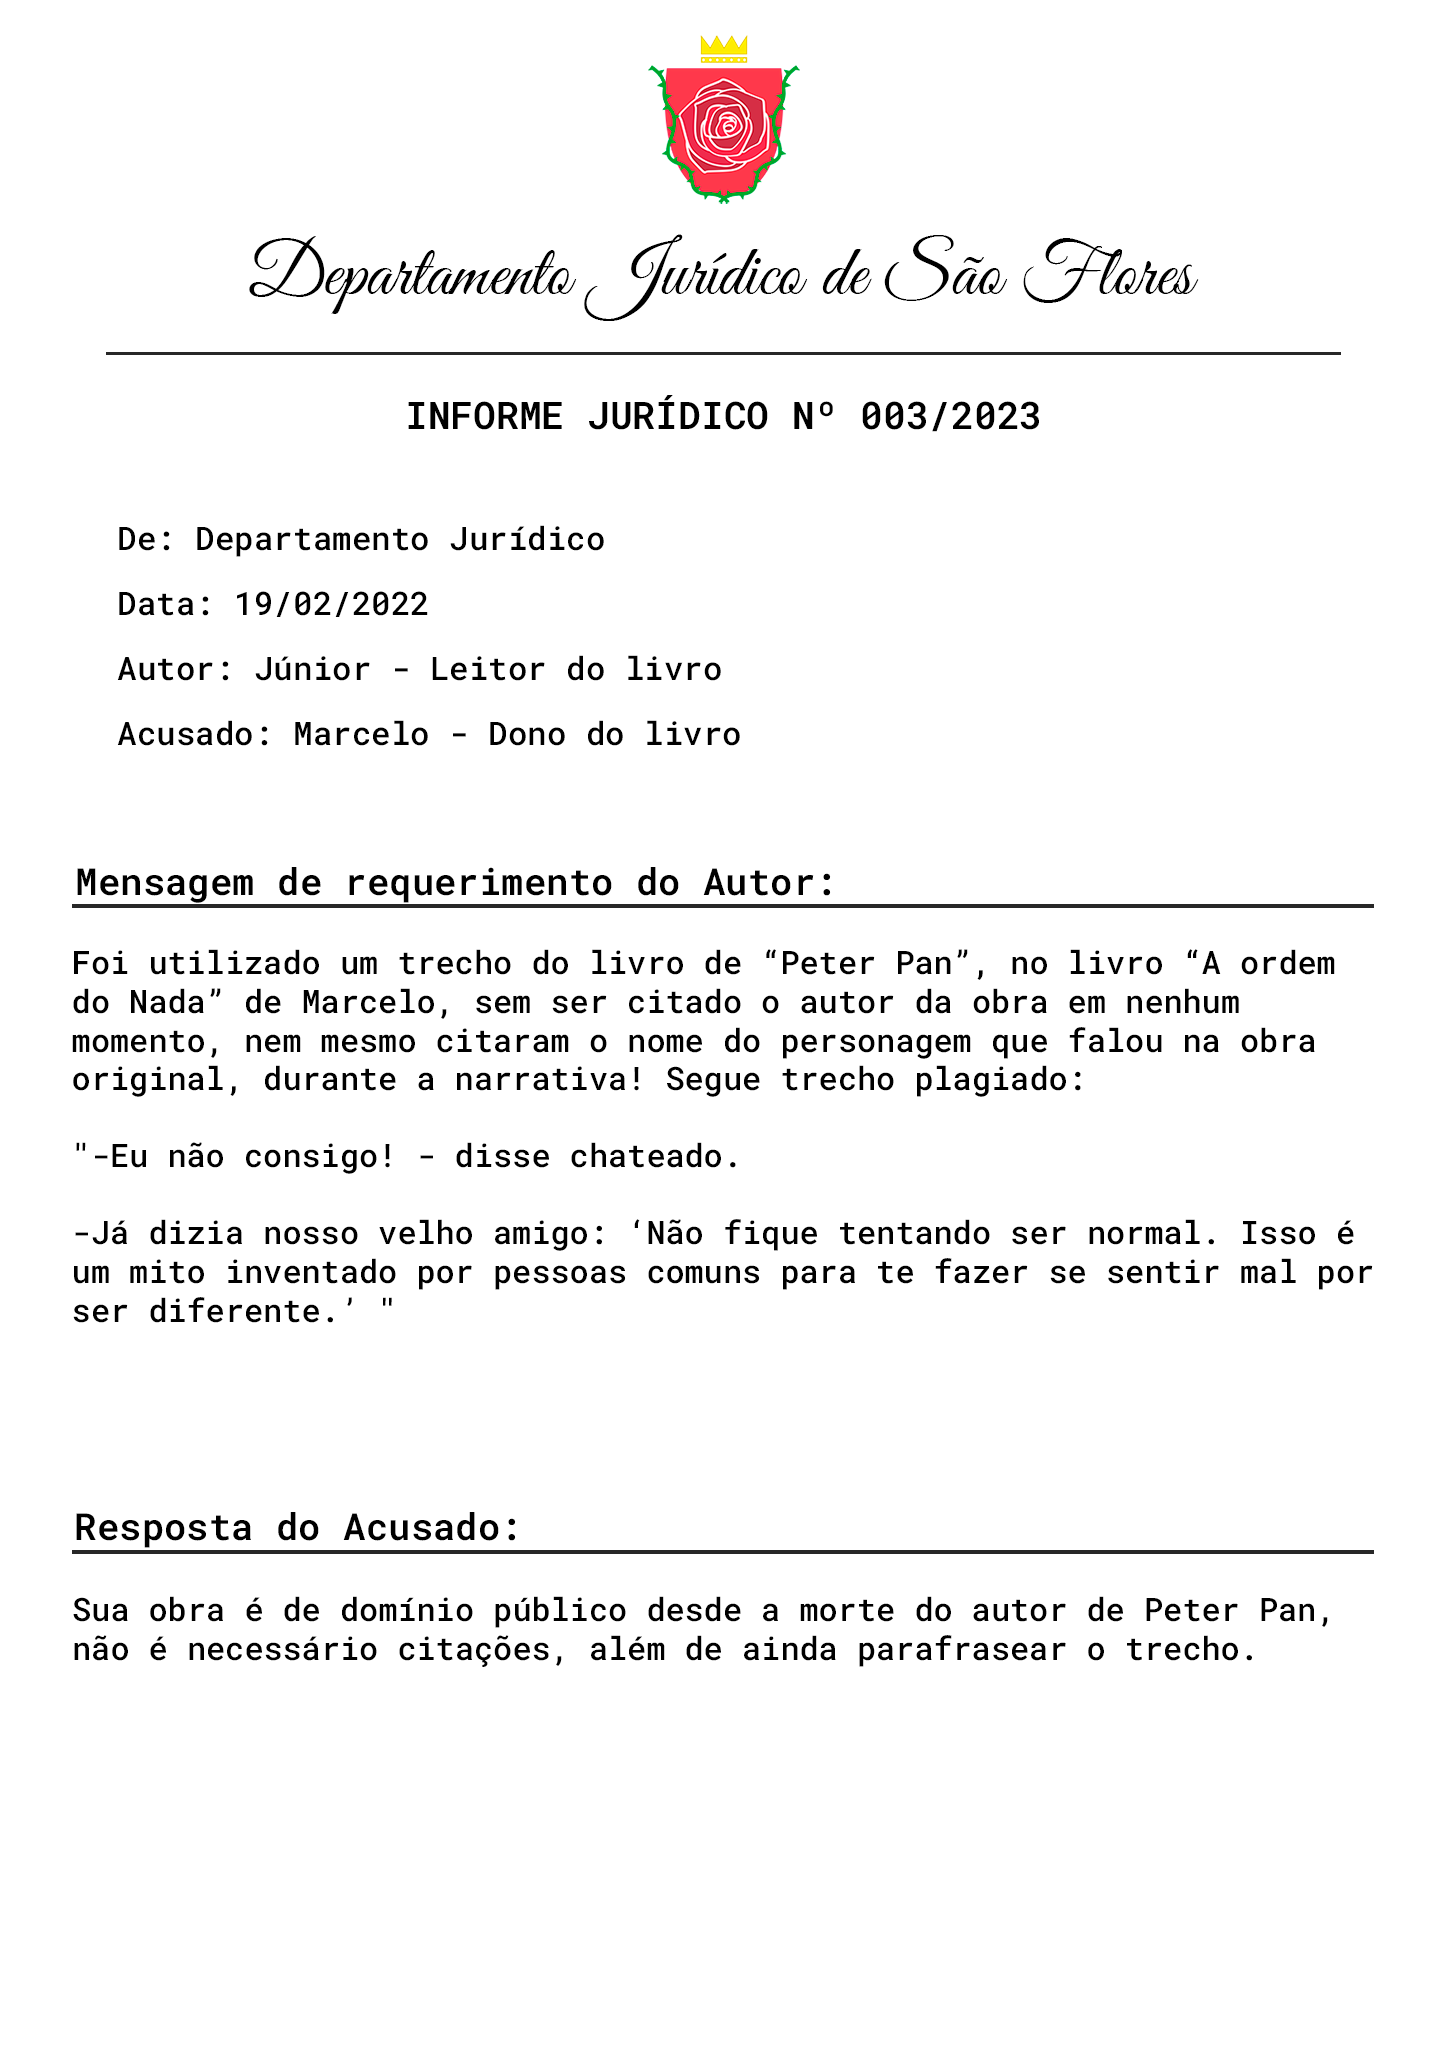 Departamento Jurídico de São Flores
INFORME JURÍDICO Nº 003/2023
De: Departamento Jurídico
Data: 19/02/2022
Autor: Júnior - Leitor do livro
Acusado: Marcelo - Dono do livro
Mensagem de requerimento do Autor:
Foi utilizado um trecho do livro de “Peter Pan”, no livro “A ordem
do Nada” de Marcelo, sem ser citado o autor da obra em nenhum
momento, nem mesmo citaram o nome do personagem que falou na obra
original, durante a narrativa! Segue trecho plagiado:
"-Eu não consigo! - disse chateado.
-Já dizia nosso velho amigo: ‘Não fique tentando ser normal. Isso é
um mito inventado por pessoas comuns para te fazer se sentir mal por
ser diferente.’ "
Resposta do Acusado:
Sua obra é de domínio público desde a morte do autor de Peter Pan,
não é necessário citações, além de ainda parafrasear o trecho.